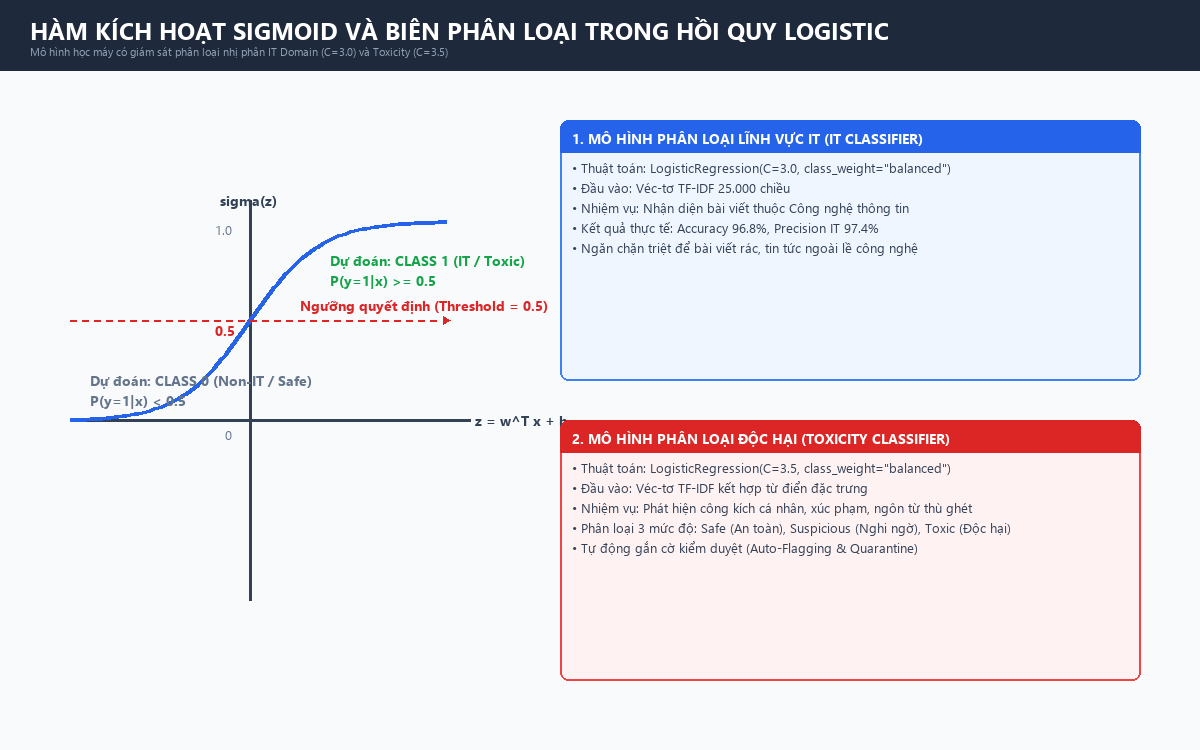 HÀM KÍCH HOẠT SIGMOID VÀ BIÊN PHÂN LOẠI TRONG HỒI QUY LOGISTIC
Mô hình học máy có giám sát phân loại nhị phân IT Domain (C=3.0) và Toxicity (C=3.5)
sigma(z)
1.0
Dự đoán: CLASS 1 (IT / Toxic)
P(y=1|x) >= 0.5
Ngưỡng quyết định (Threshold = 0.5)
0.5
Dự đoán: CLASS 0 (Non-IT / Safe)
P(y=1|x) < 0.5
z = w^T x + b
0
1. MÔ HÌNH PHÂN LOẠI LĨNH VỰC IT (IT CLASSIFIER)
• Thuật toán: LogisticRegression(C=3.0, class_weight="balanced")
• Đầu vào: Véc-tơ TF-IDF 25.000 chiều
• Nhiệm vụ: Nhận diện bài viết thuộc Công nghệ thông tin
• Kết quả thực tế: Accuracy 96.8%, Precision IT 97.4%
• Ngăn chặn triệt để bài viết rác, tin tức ngoài lề công nghệ
2. MÔ HÌNH PHÂN LOẠI ĐỘC HẠI (TOXICITY CLASSIFIER)
• Thuật toán: LogisticRegression(C=3.5, class_weight="balanced")
• Đầu vào: Véc-tơ TF-IDF kết hợp từ điển đặc trưng
• Nhiệm vụ: Phát hiện công kích cá nhân, xúc phạm, ngôn từ thù ghét
• Phân loại 3 mức độ: Safe (An toàn), Suspicious (Nghi ngờ), Toxic (Độc hại)
• Tự động gắn cờ kiểm duyệt (Auto-Flagging & Quarantine)